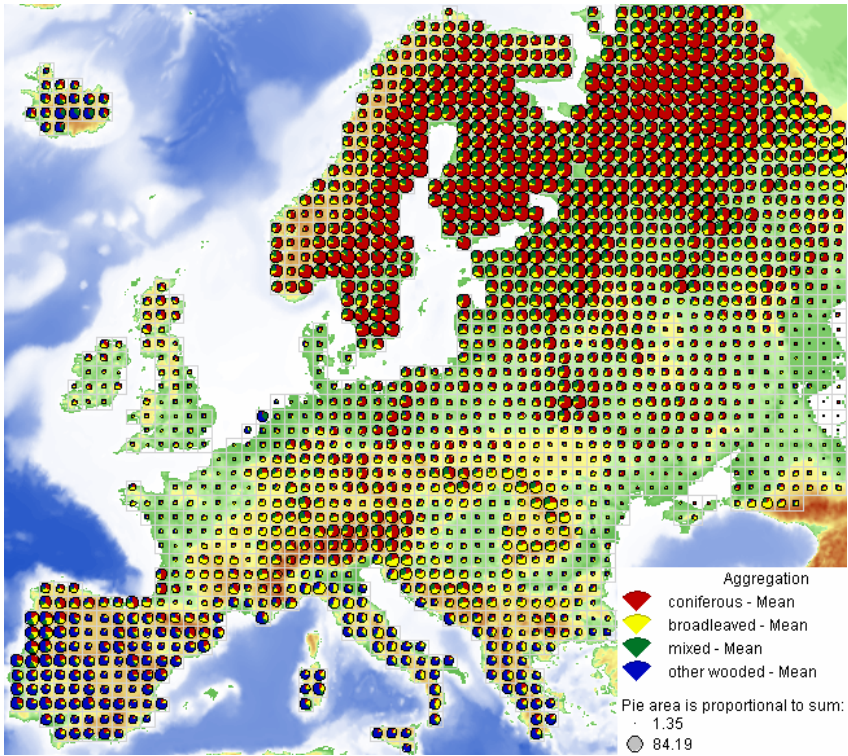 Aggregation
coniferous - Mean
broadleaved - Mean
mixed - Mean
other wooded - Mean
Pie area is proportional to sum:
1.35
84.19